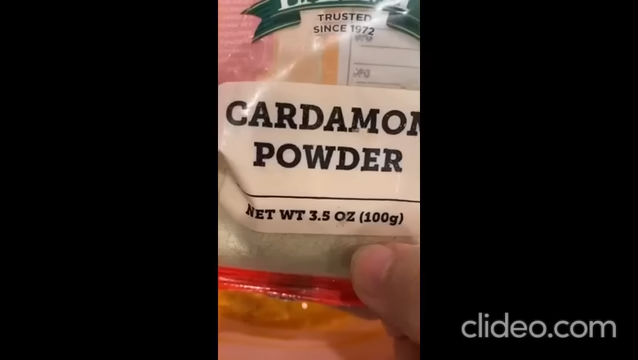 TRUSTED
SINCE 1972
CARDAMOM
POWDER
NET WT 3.5 OZ (100g)
clideo.com